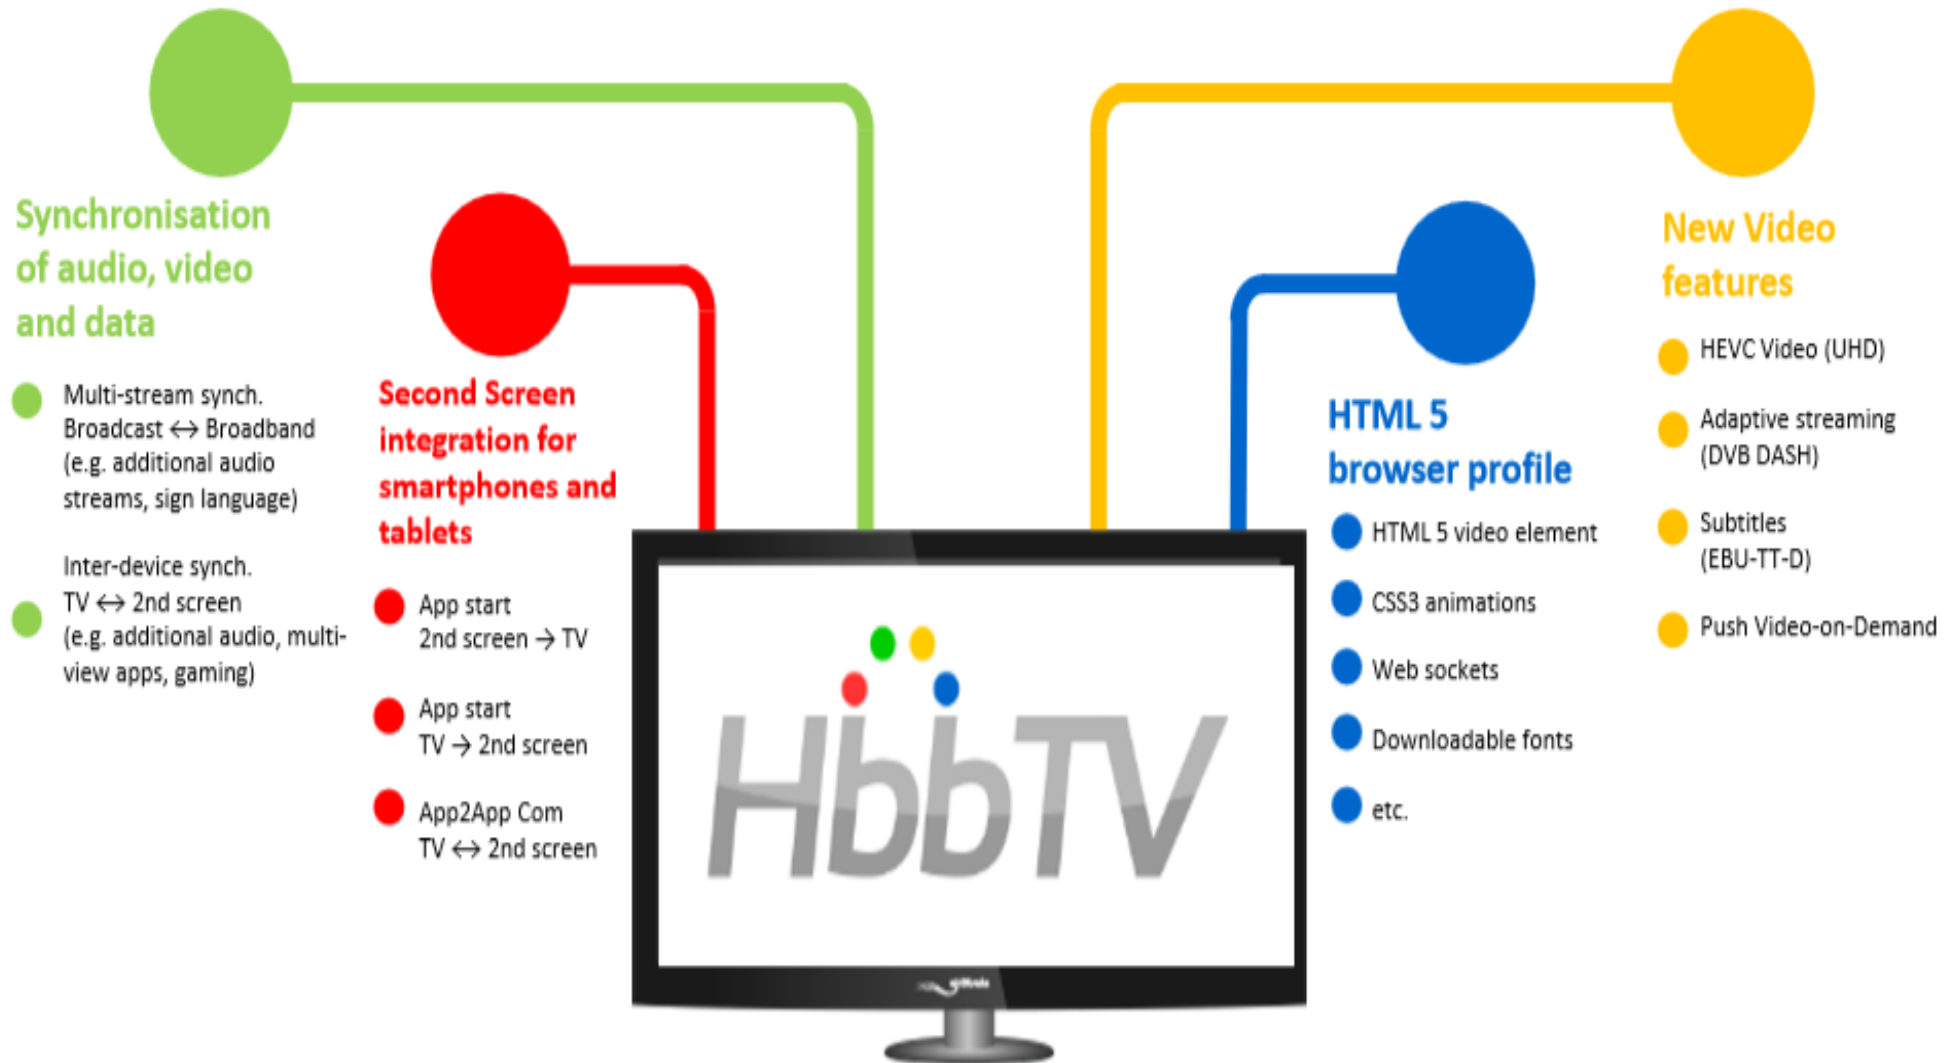 Synchronisation
of audio, video
and data
Multi-stream synch.
Broadcast ↔ Broadband
(e.g. additional audio
streams, sign language)
Inter-device synch.
TV ↔ 2nd screen
(e.g. additional audio, multi-
view apps, gaming)
Second Screen
integration for
smartphones and
tablets
App start
2nd screen → TV
App start
TV → 2nd screen
App2App Com
TV ↔ 2nd screen
HbbTV
HTML 5
browser profile
HTML 5 video element
CSS3 animations
Web sockets
Downloadable fonts
etc.
New Video
features
HEVC Video (UHD)
Adaptive streaming
(DVB DASH)
Subtitles
(EBU-TT-D)
Push Video-on-Demand